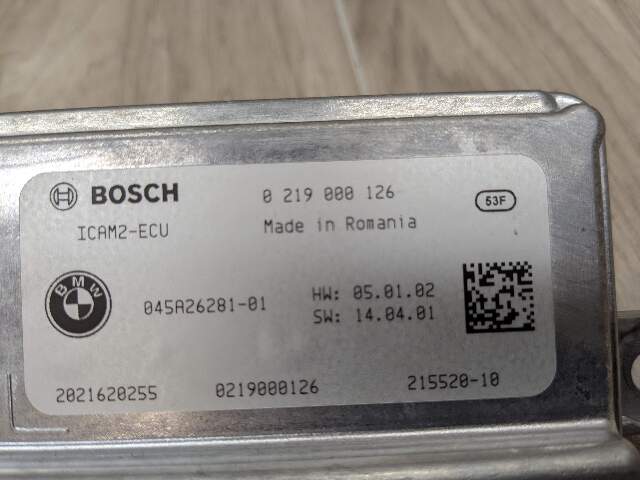 BOSCH 0 219 000 126
53F
ICAM2-ECU Made in Romania
BMW
045A26281-01 HW: 05.01.02
SW: 14.04.01
2021620255 0219000126 215520-10